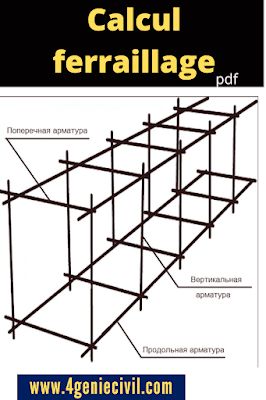 Calcul
ferraillage
pdf
Поперечная арматура
Вертикальная
арматура
Продольная арматура
www.4geniecivil.com